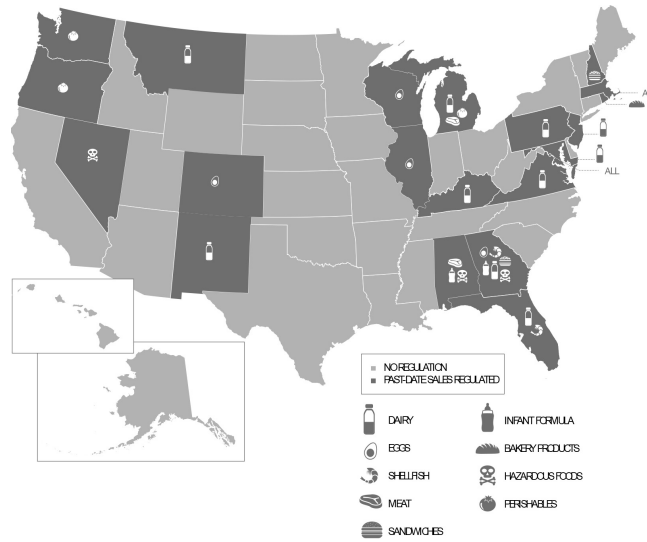 A
ALL
NO REGULATION
PAST-DATE SALES REGULATED
DAIRY
INFANT FORMULA
EGGS
BAKERY PRODUCTS
SHELLFISH
HAZARDOUS FOODS
MEAT
PERISHABLES
SANDWICHES